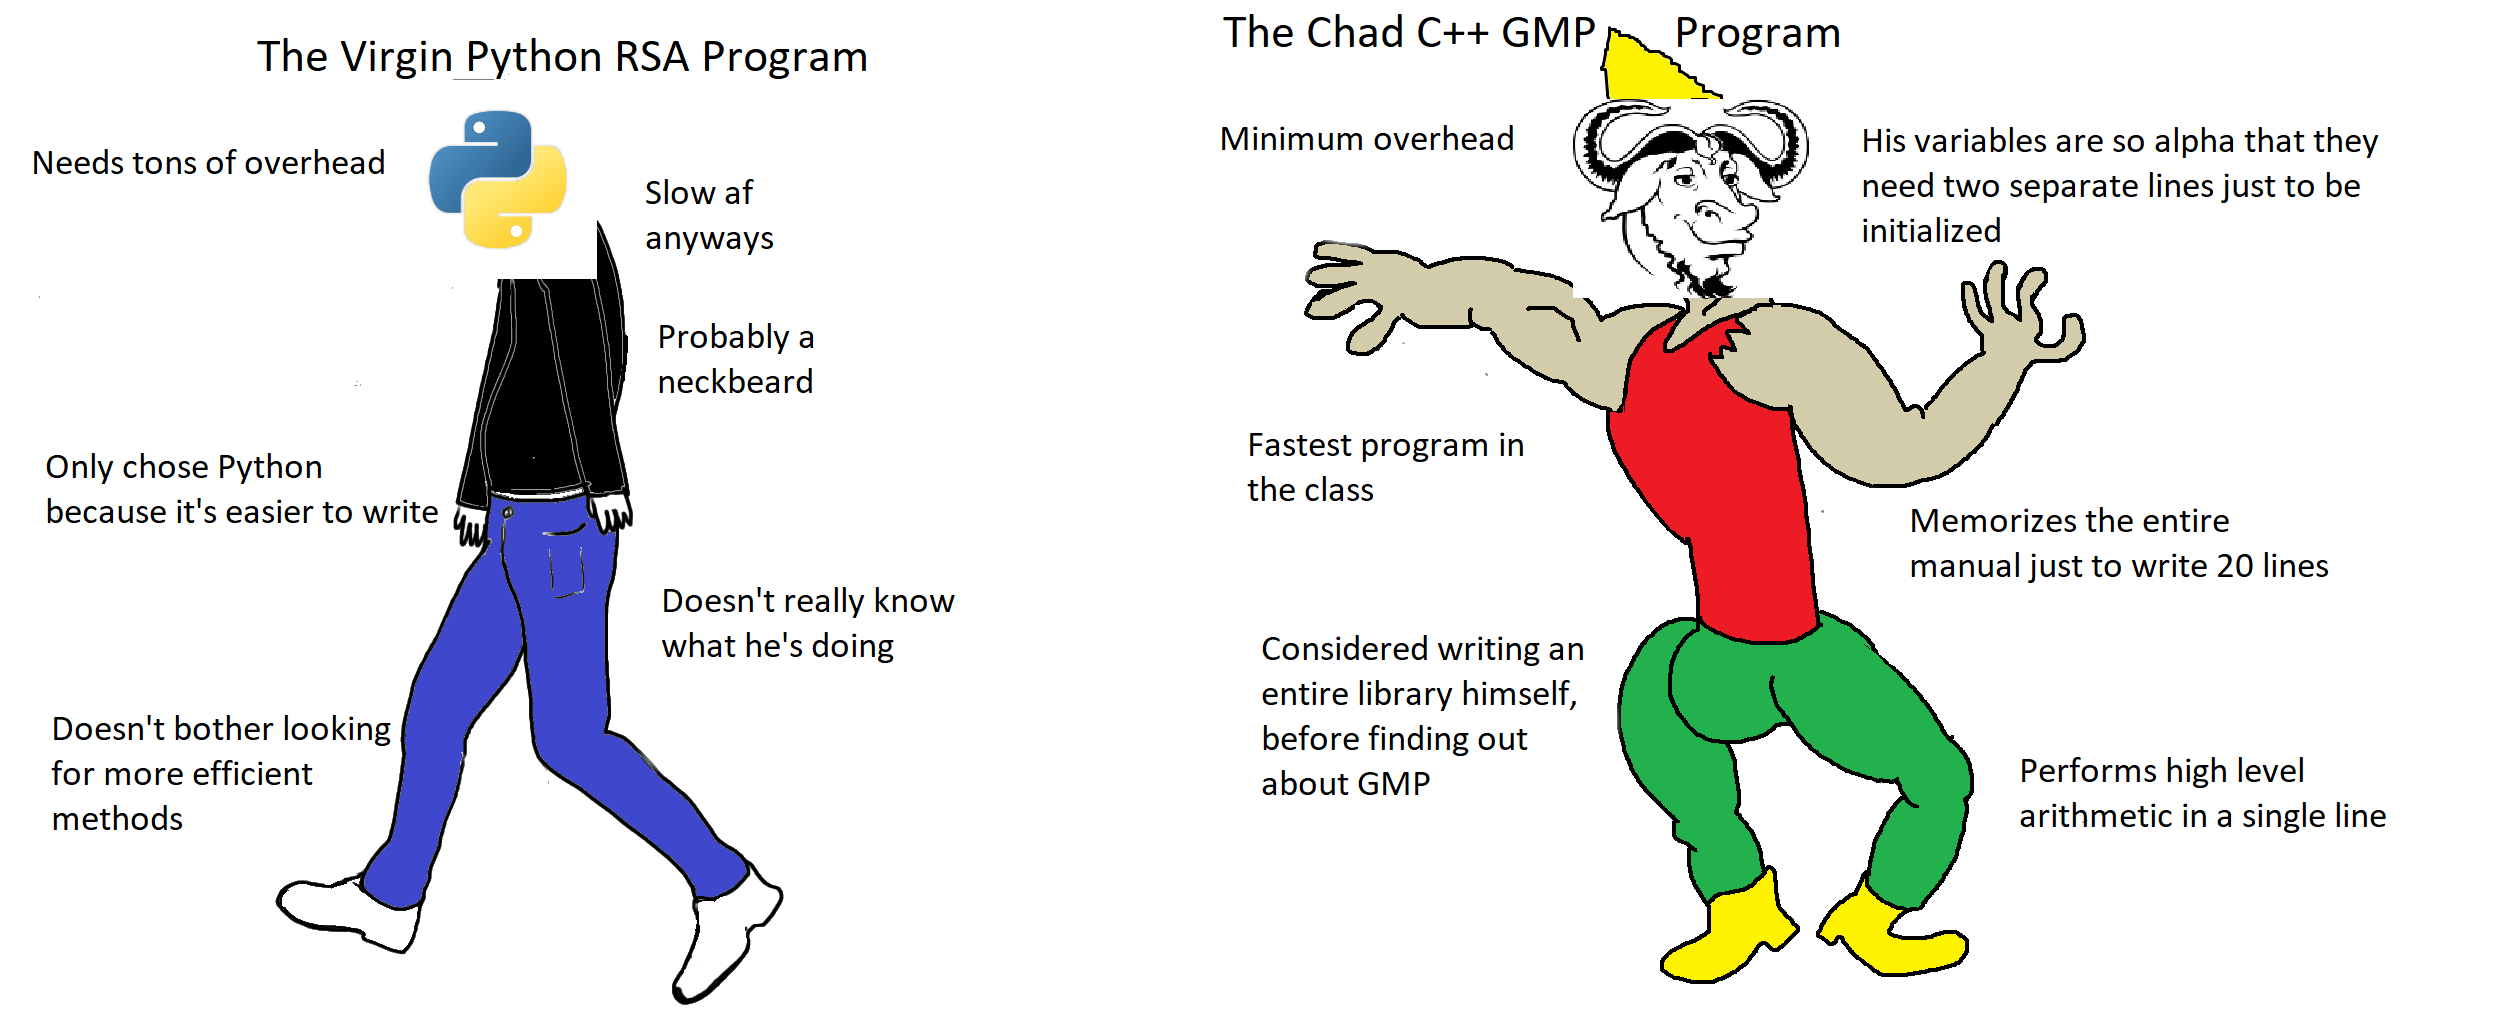 The Virgin Python RSA Program
Needs tons of overhead
Slow af
anyways
Probably a
neckbeard
Only chose Python
because it's easier to write
Doesn't really know
what he's doing
Doesn't bother looking
for more efficient
methods
The Chad C++ GMP Program
Minimum overhead
His variables are so alpha that they
need two separate lines just to be
initialized
Fastest program in
the class
Memorizes the entire
manual just to write 20 lines
Considered writing an
entire library himself,
before finding out
about GMP
Performs high level
arithmetic in a single line